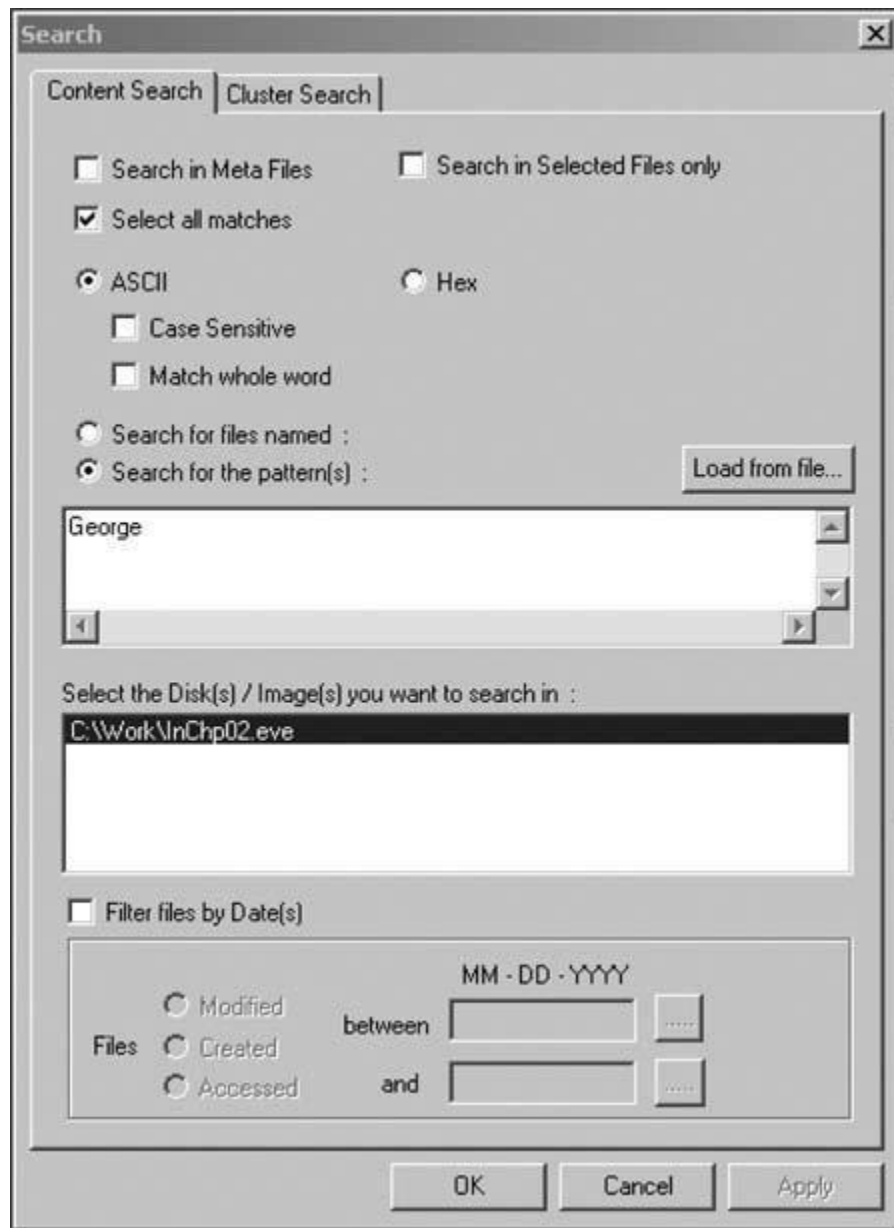 Search
Content Search Cluster Search
Search in Meta Files Search in Selected Files only
Select all matches
ASCII Hex
Case Sensitive
Match whole word
Search for files named :
Search for the pattern(s) : Load from file...
George
Select the Disk(s) / Image(s) you want to search in :
C:\Work\InChp02.eve
Filter files by Date(s)
MM - DD - YYYY
Modified
between .....
Files Created
Accessed
and .....
OK Cancel Apply